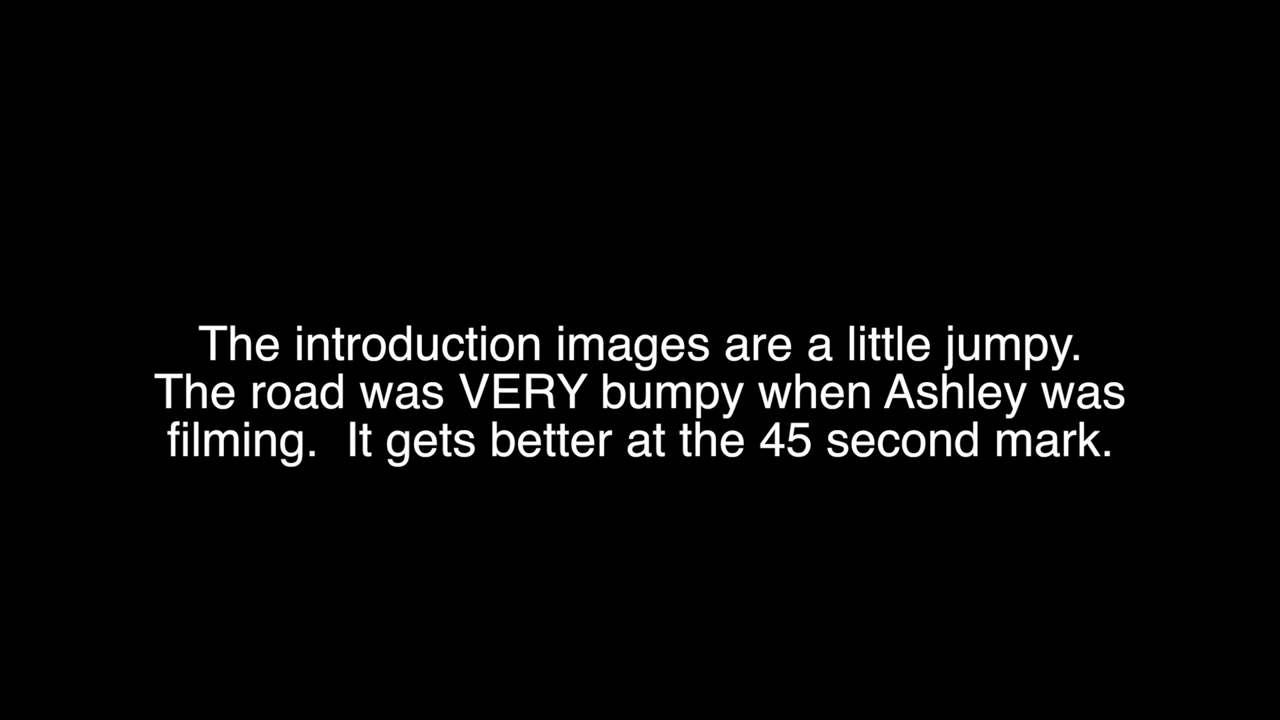 The introduction images are a little jumpy.
The road was VERY bumpy when Ashley was
filming.  It gets better at the 45 second mark.